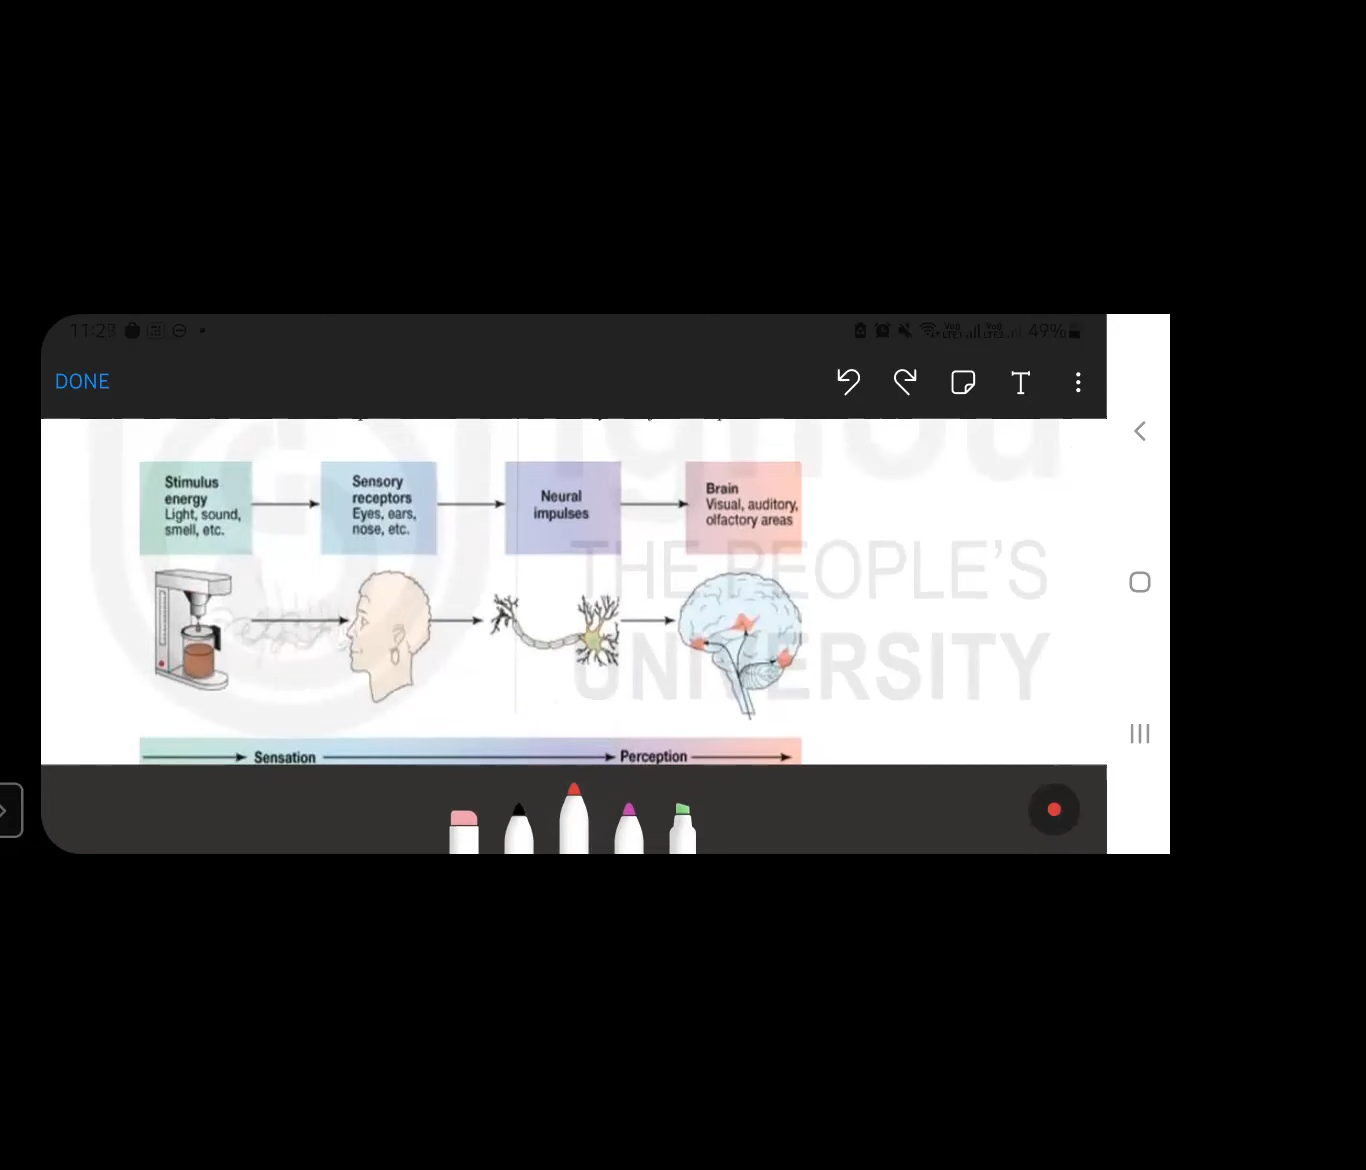 11:28
49%
DONE
ignou
Stimulus
energy
Light, sound,
smell, etc.
Sensory
receptors
Eyes, ears,
nose, etc.
Neural
impulses
Brain
Visual, auditory,
olfactory areas
THE PEOPLE'S
UNIVERSITY
Sensation
Perception
T